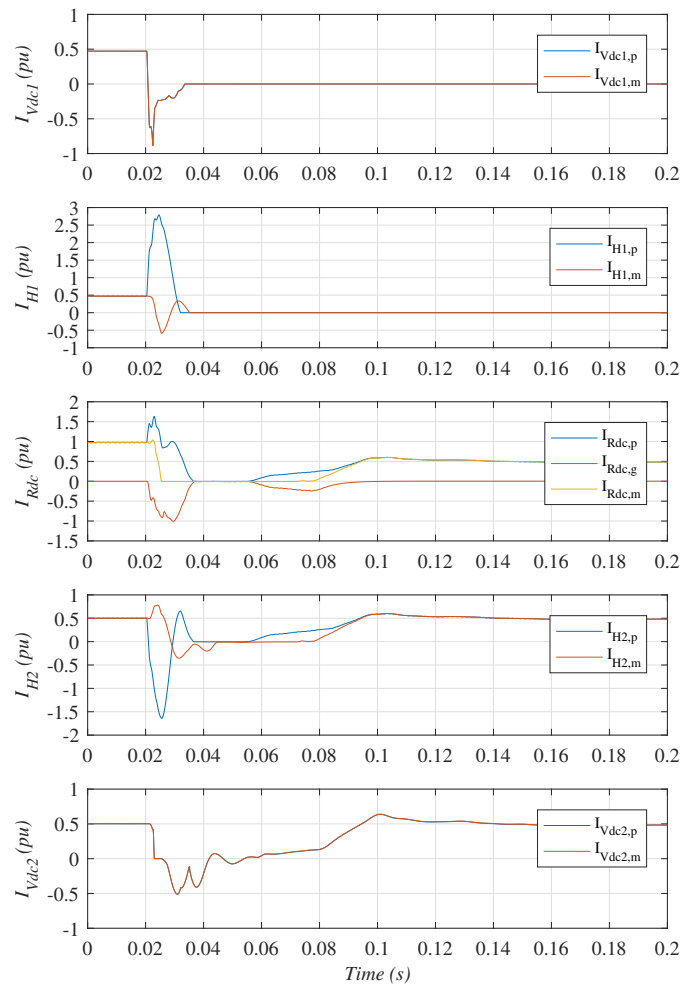 1
0.5
0
-0.5
-1
I_Vdc1 (pu)
I_Vdc1,p
I_Vdc1,m
0 0.02 0.04 0.06 0.08 0.1 0.12 0.14 0.16 0.18 0.2
3
2.5
2
1.5
1
0.5
0
-0.5
-1
I_H1 (pu)
I_H1,p
I_H1,m
0 0.02 0.04 0.06 0.08 0.1 0.12 0.14 0.16 0.18 0.2
2
1.5
1
0.5
0
-0.5
-1
-1.5
I_Rdc (pu)
I_Rdc,p
I_Rdc,g
I_Rdc,m
0 0.02 0.04 0.06 0.08 0.1 0.12 0.14 0.16 0.18 0.2
1
0.5
0
-0.5
-1
-1.5
-2
I_H2 (pu)
I_H2,p
I_H2,m
0 0.02 0.04 0.06 0.08 0.1 0.12 0.14 0.16 0.18 0.2
1
0.5
0
-0.5
-1
I_Vdc2 (pu)
I_Vdc2,p
I_Vdc2,m
0 0.02 0.04 0.06 0.08 0.1 0.12 0.14 0.16 0.18 0.2
Time (s)